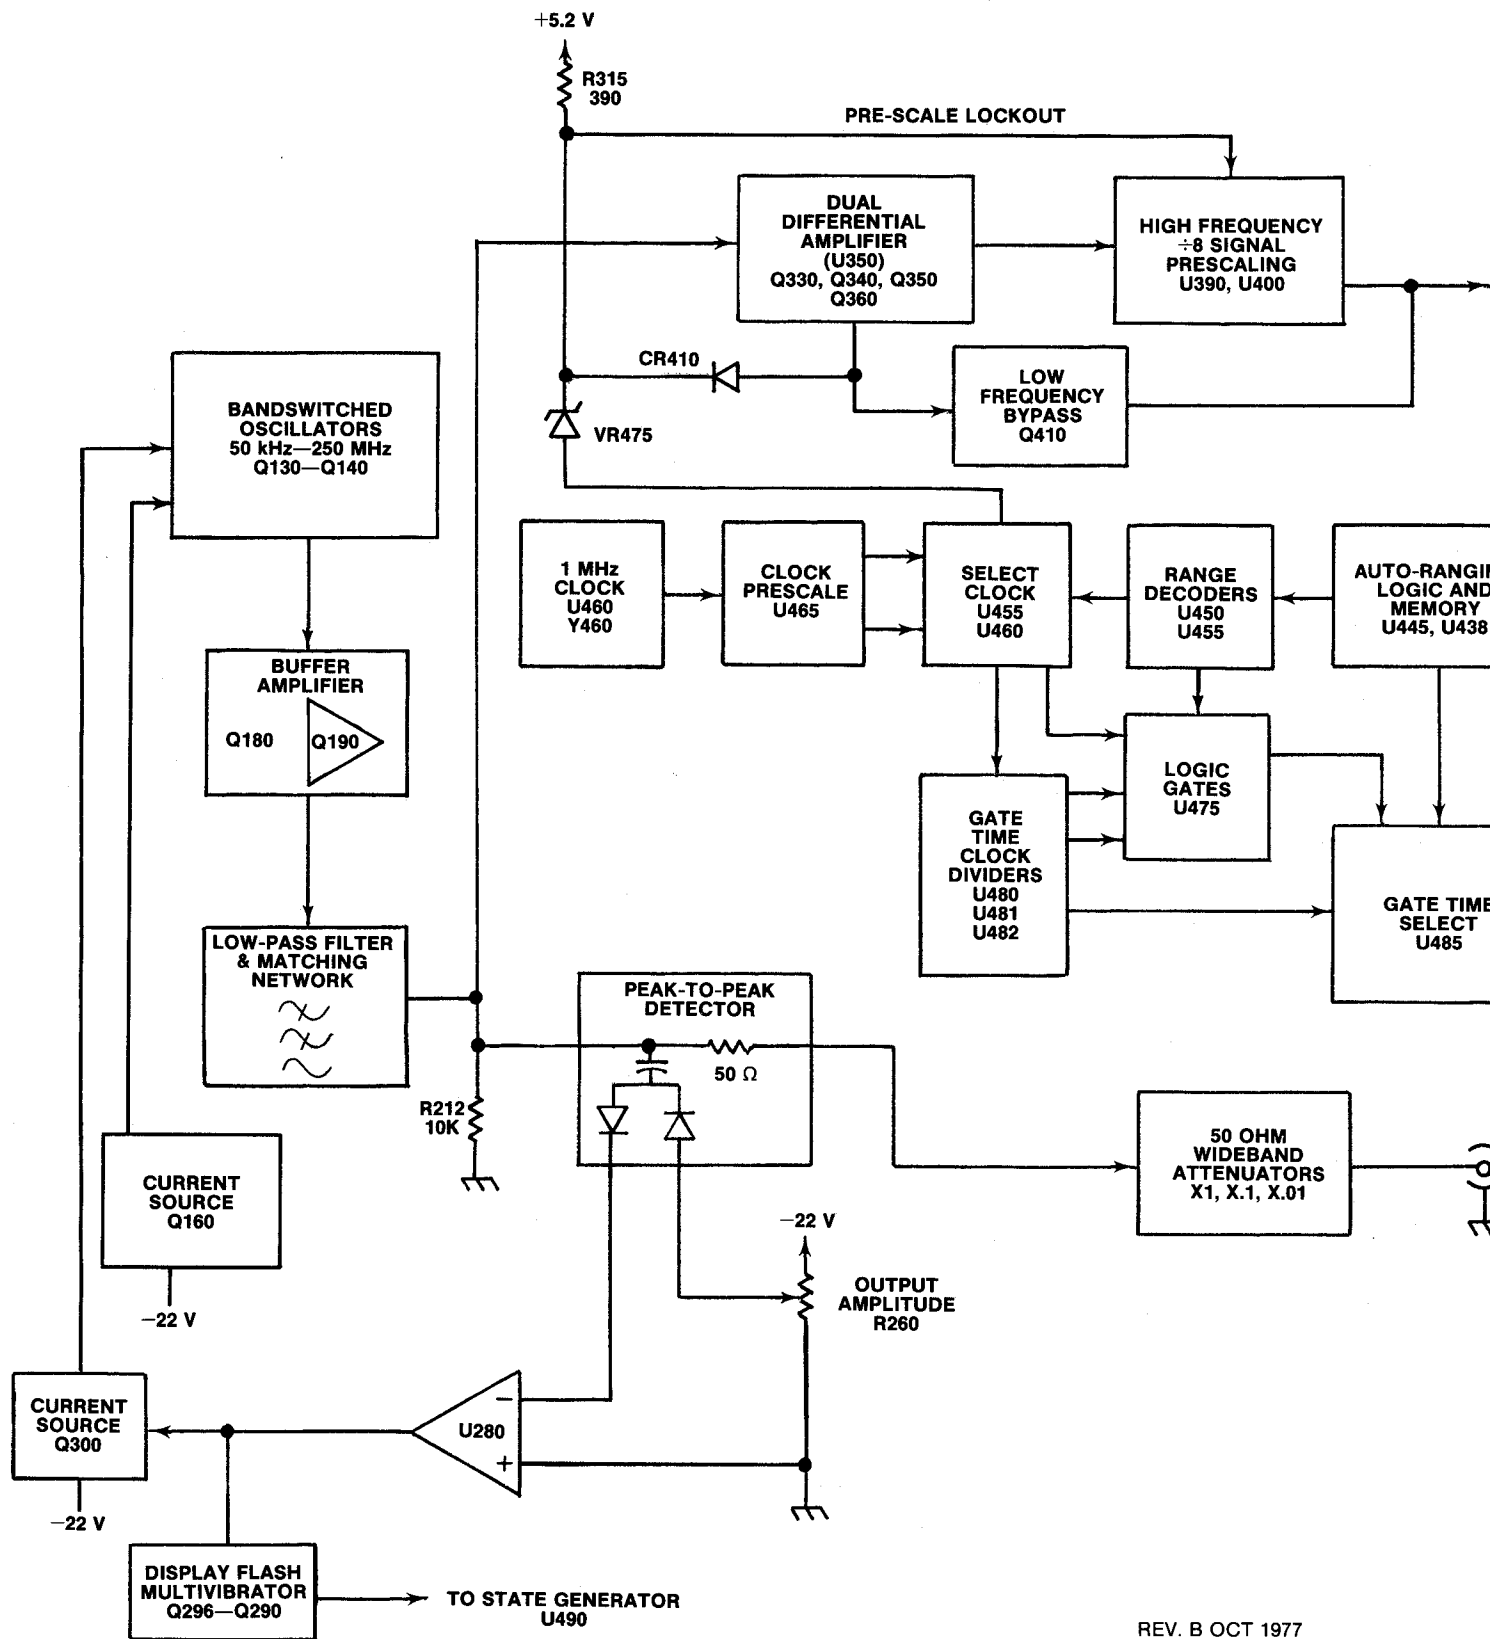 +5.2 V
R315
390
PRE-SCALE LOCKOUT
DUAL
DIFFERENTIAL
AMPLIFIER
(U350)
Q330, Q340, Q350
Q360
HIGH FREQUENCY
÷8 SIGNAL
PRESCALING
U390, U400
CR410
LOW
FREQUENCY
BYPASS
Q410
VR475
BANDSWITCHED
OSCILLATORS
50 kHz—250 MHz
Q130—Q140
1 MHz
CLOCK
U460
Y460
CLOCK
PRESCALE
U465
SELECT
CLOCK
U455
U460
RANGE
DECODERS
U450
U455
AUTO-RANGIN
LOGIC AND
MEMORY
U445, U438
BUFFER
AMPLIFIER
Q180
Q190
LOGIC
GATES
U475
GATE
TIME
CLOCK
DIVIDERS
U480
U481
U482
GATE TIME
SELECT
U485
LOW-PASS FILTER
& MATCHING
NETWORK
PEAK-TO-PEAK
DETECTOR
50 Ω
R212
10K
50 OHM
WIDEBAND
ATTENUATORS
X1, X.1, X.01
CURRENT
SOURCE
Q160
−22 V
−22 V
OUTPUT
AMPLITUDE
R260
CURRENT
SOURCE
Q300
−22 V
−
U280
+
DISPLAY FLASH
MULTIVIBRATOR
Q296—Q290
TO STATE GENERATOR
U490
REV. B OCT 1977